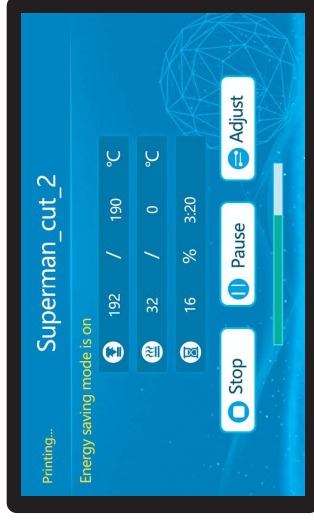 Printing...
Superman_cut_2
Energy saving mode is on
192 / 190 °C
32 / 0 °C
16 % 3:20
Stop
Pause
Adjust